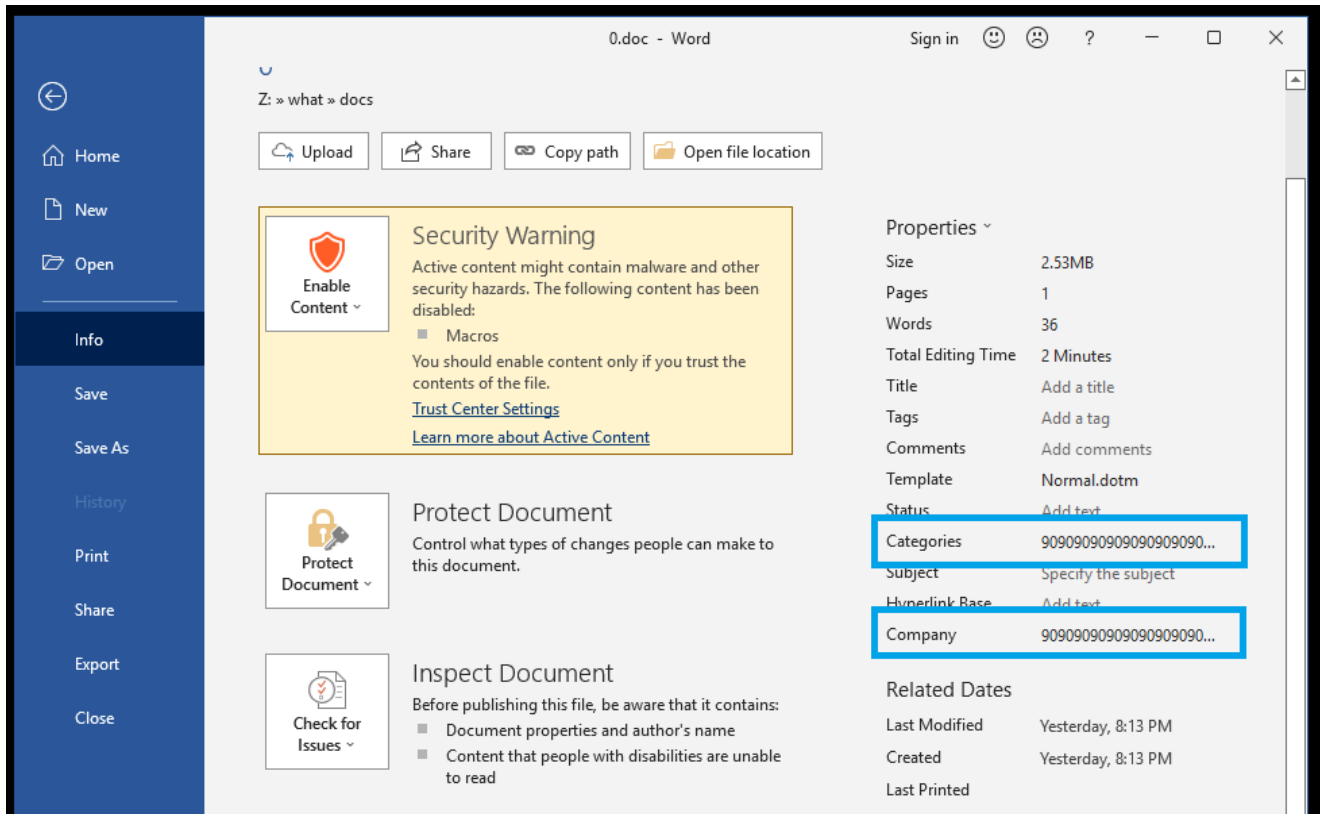 0.doc - Word
Sign in
?
Z: » what » docs
Home
New
Open
Info
Save
Save As
History
Print
Share
Export
Close
Upload
Share
Copy path
Open file location
Enable
Content
Security Warning
Active content might contain malware and other
security hazards. The following content has been
disabled:
Macros
You should enable content only if you trust the
contents of the file.
Trust Center Settings
Learn more about Active Content
Protect
Document
Protect Document
Control what types of changes people can make to
this document.
Check for
Issues
Inspect Document
Before publishing this file, be aware that it contains:
Document properties and author's name
Content that people with disabilities are unable
to read
Properties
Size 2.53MB
Pages 1
Words 36
Total Editing Time 2 Minutes
Title Add a title
Tags Add a tag
Comments Add comments
Template Normal.dotm
Status Add text
Categories 90909090909090909090...
Subject Specify the subject
Hyperlink Base Add text
Company 90909090909090909090...
Related Dates
Last Modified Yesterday, 8:13 PM
Created Yesterday, 8:13 PM
Last Printed